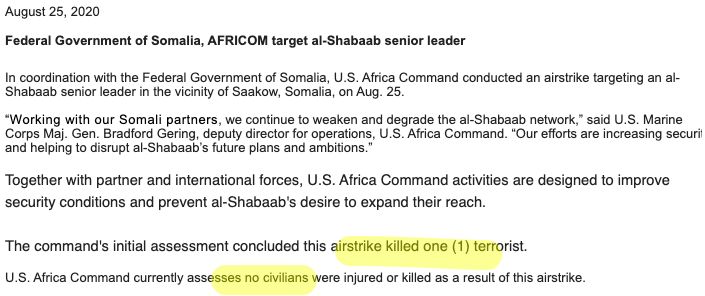 August 25, 2020
Federal Government of Somalia, AFRICOM target al-Shabaab senior leader
In coordination with the Federal Government of Somalia, U.S. Africa Command conducted an airstrike targeting an al-
Shabaab senior leader in the vicinity of Saakow, Somalia, on Aug. 25.
“Working with our Somali partners, we continue to weaken and degrade the al-Shabaab network,” said U.S. Marine
Corps Maj. Gen. Bradford Gering, deputy director for operations, U.S. Africa Command. “Our efforts are increasing securit
and helping to disrupt al-Shabaab’s future plans and ambitions.”
Together with partner and international forces, U.S. Africa Command activities are designed to improve
security conditions and prevent al-Shabaab's desire to expand their reach.
The command's initial assessment concluded this airstrike killed one (1) terrorist.
U.S. Africa Command currently assesses no civilians were injured or killed as a result of this airstrike.